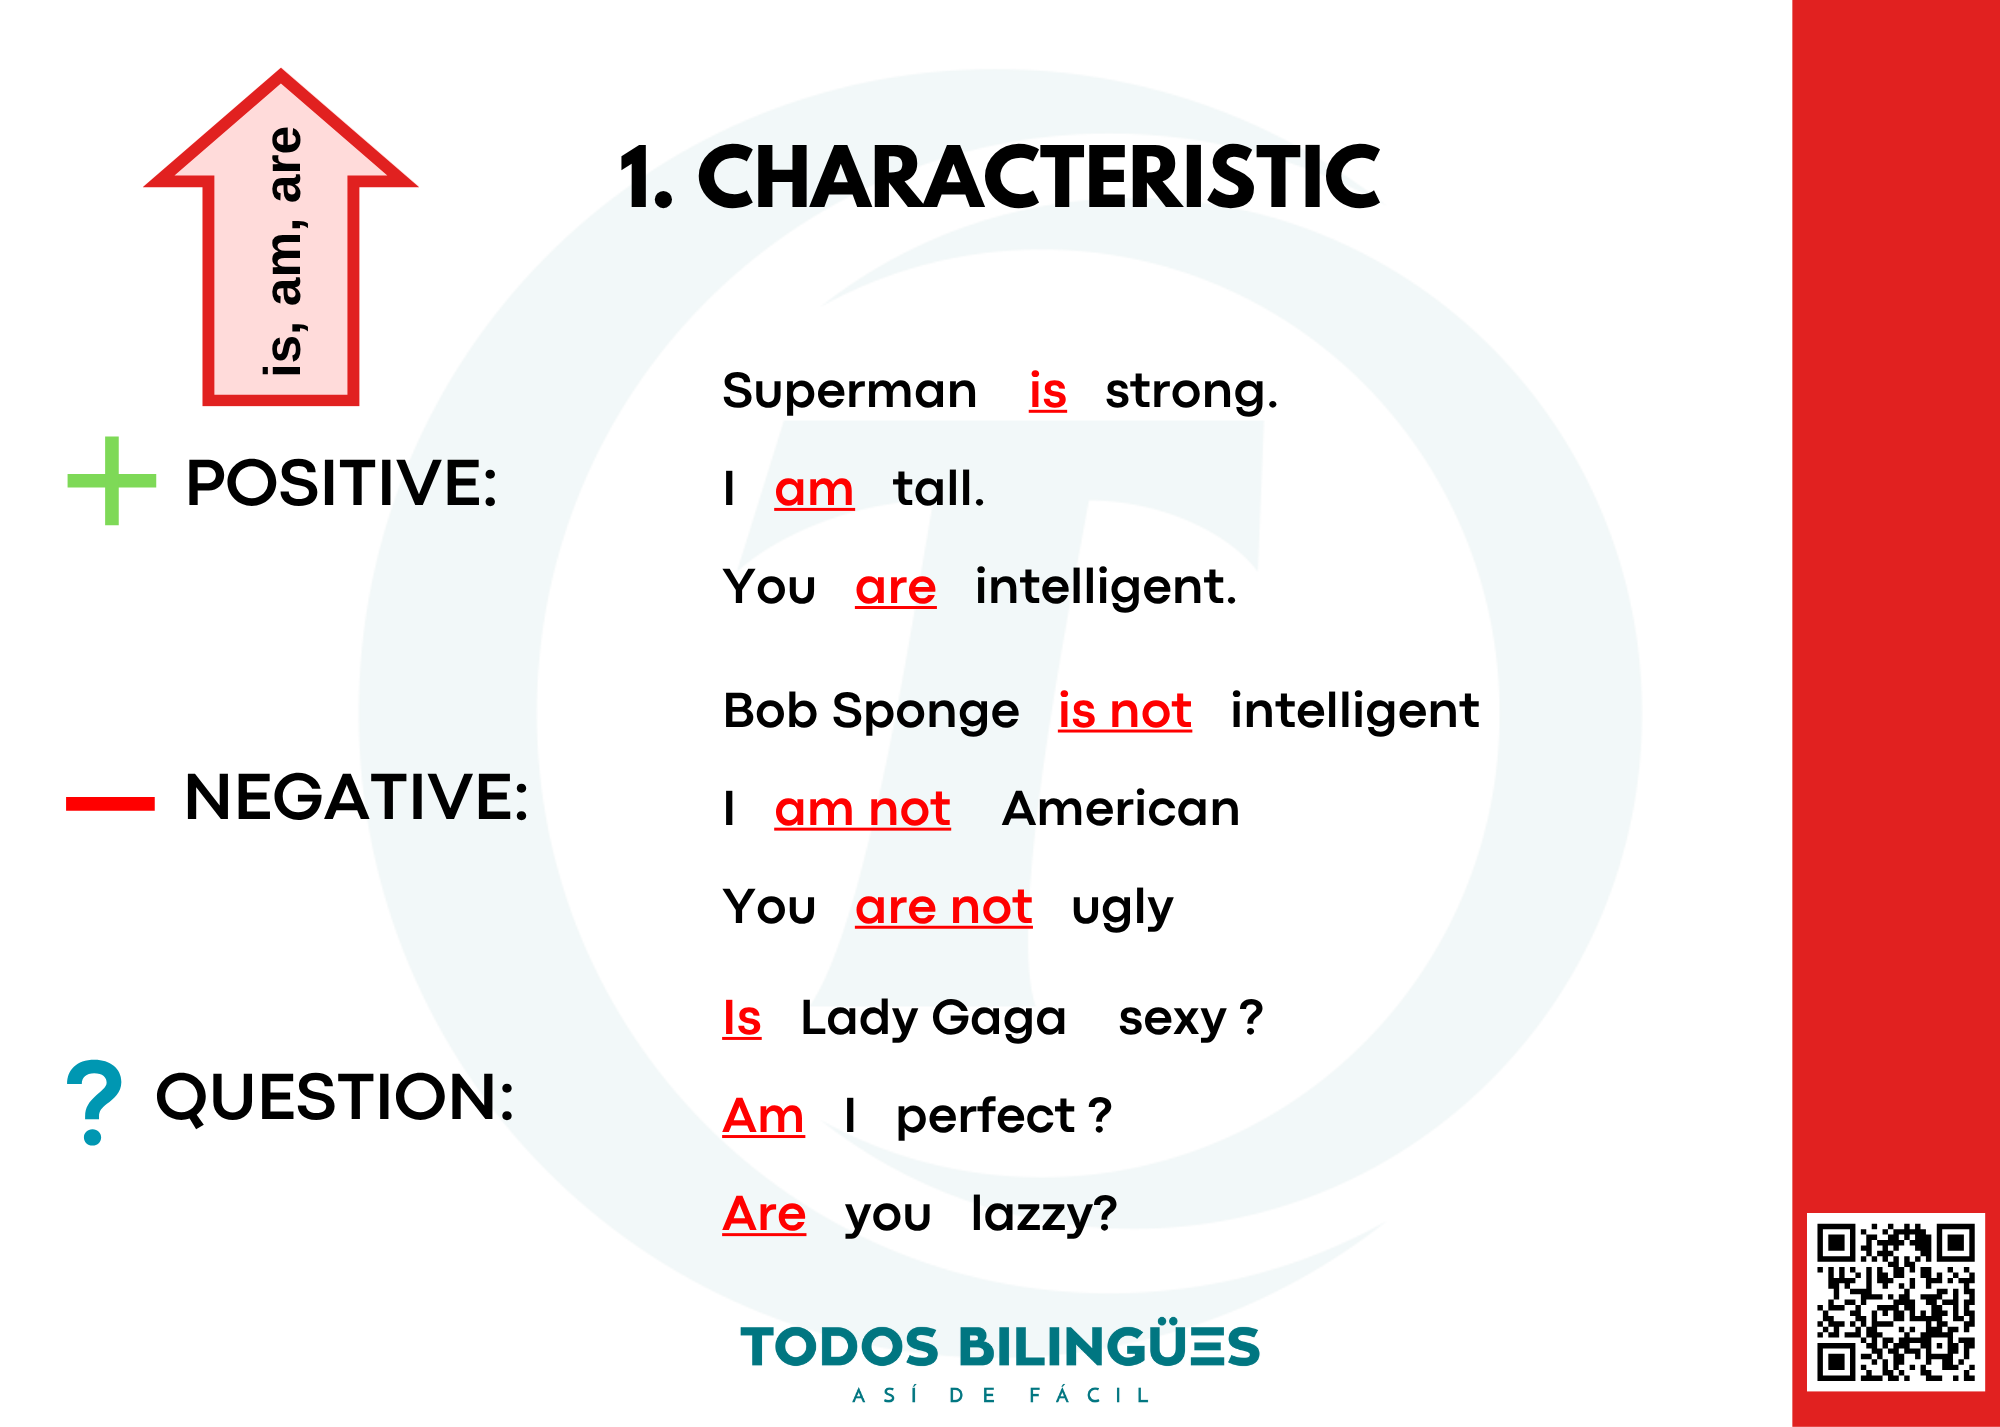 is, am, are
1. CHARACTERISTIC
+ POSITIVE:
Superman is strong.
I am tall.
You are intelligent.
— NEGATIVE:
Bob Sponge is not intelligent
I am not American
You are not ugly
? QUESTION:
Is Lady Gaga sexy ?
Am I perfect ?
Are you lazzy?
TODOS BILINGÜES
ASÍ DE FÁCIL